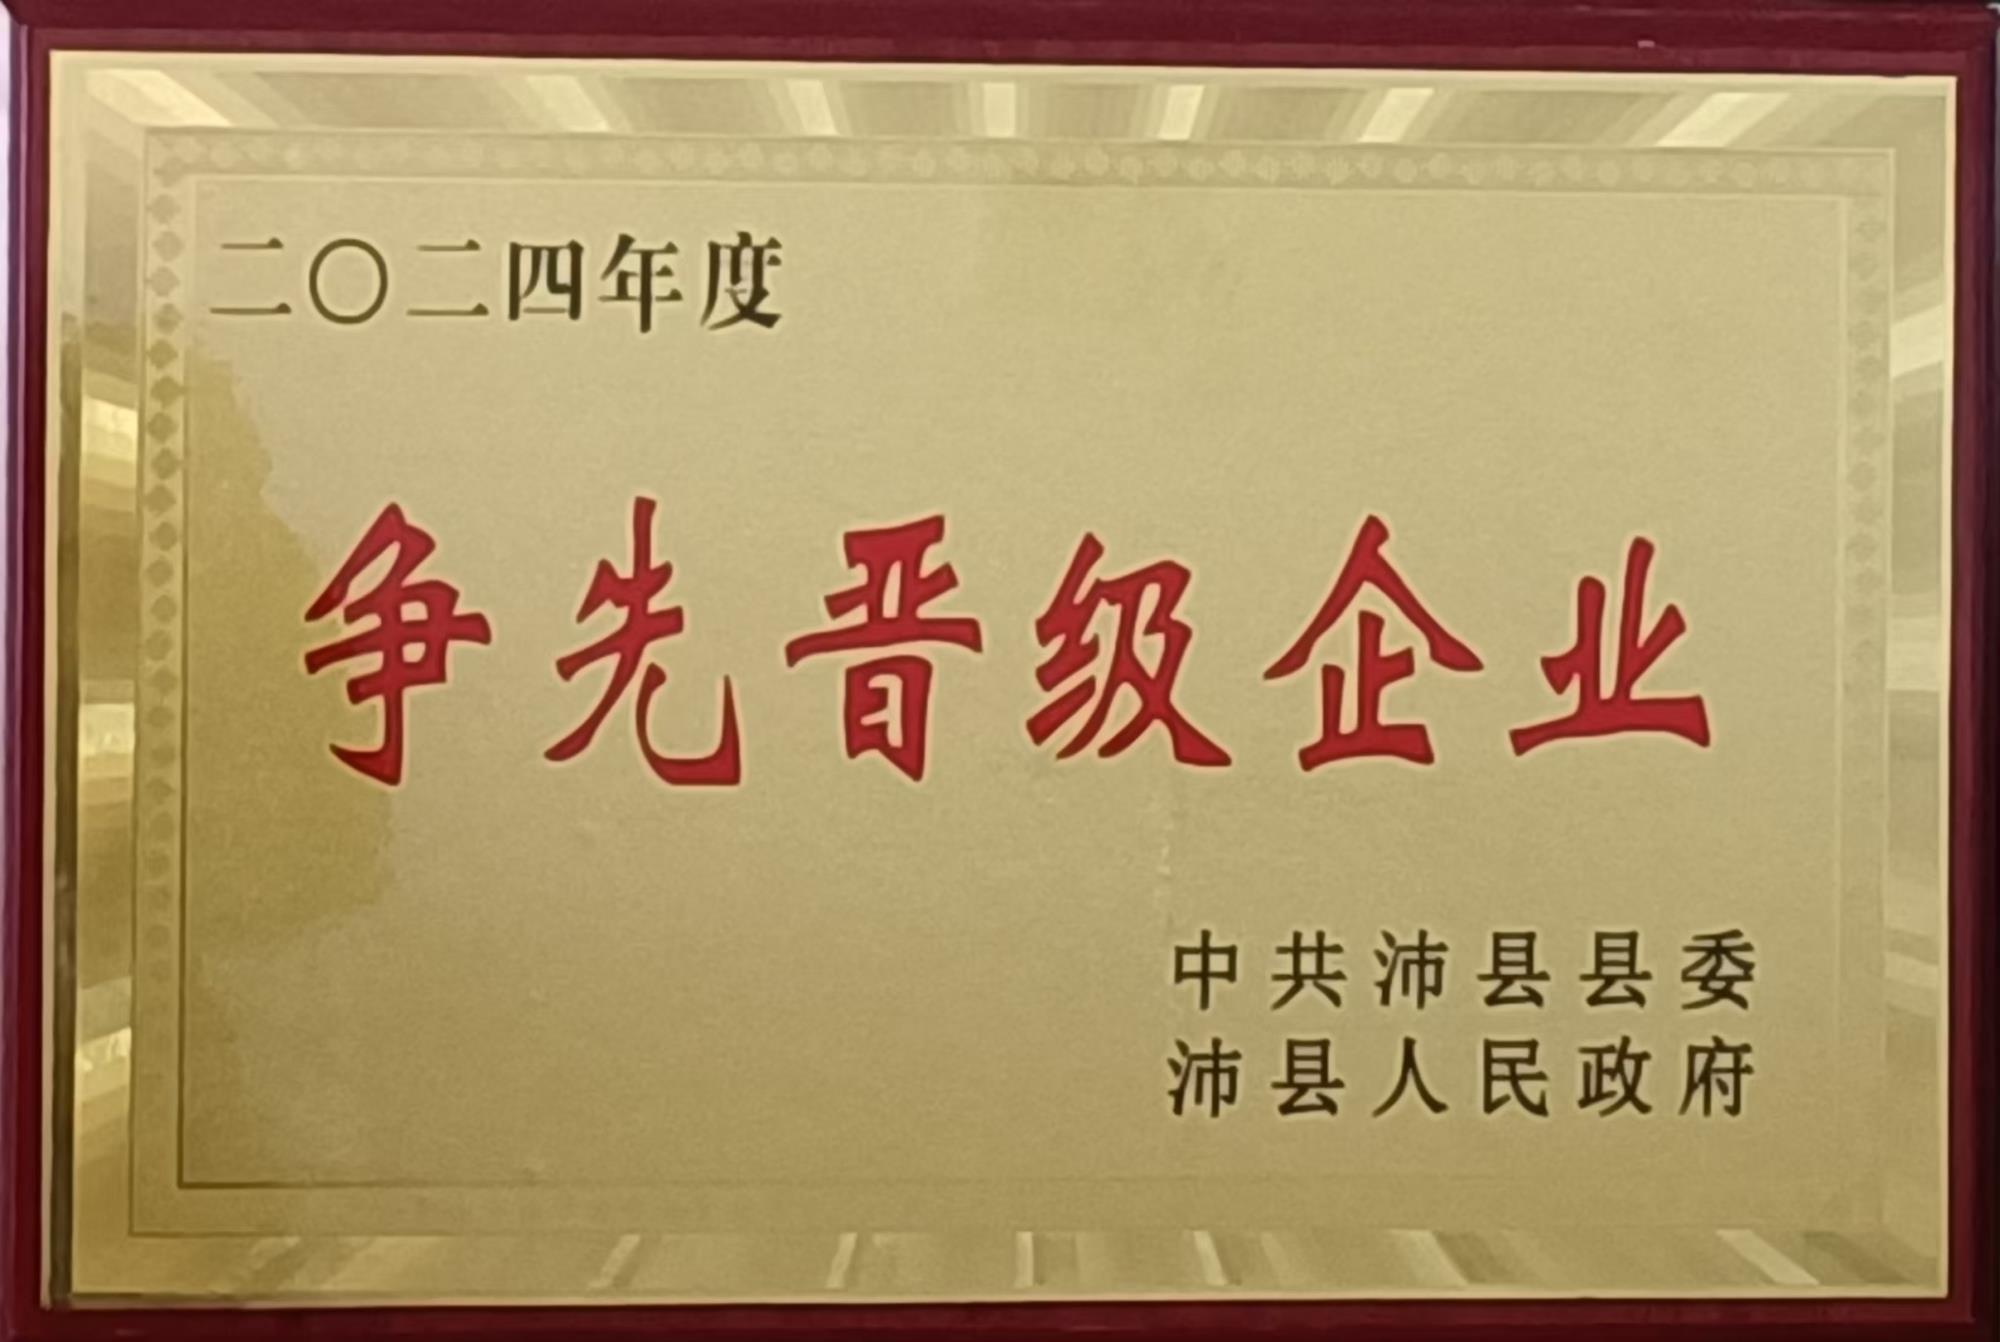 二〇二四年度
争先晋级企业
中共沛县县委
沛县人民政府